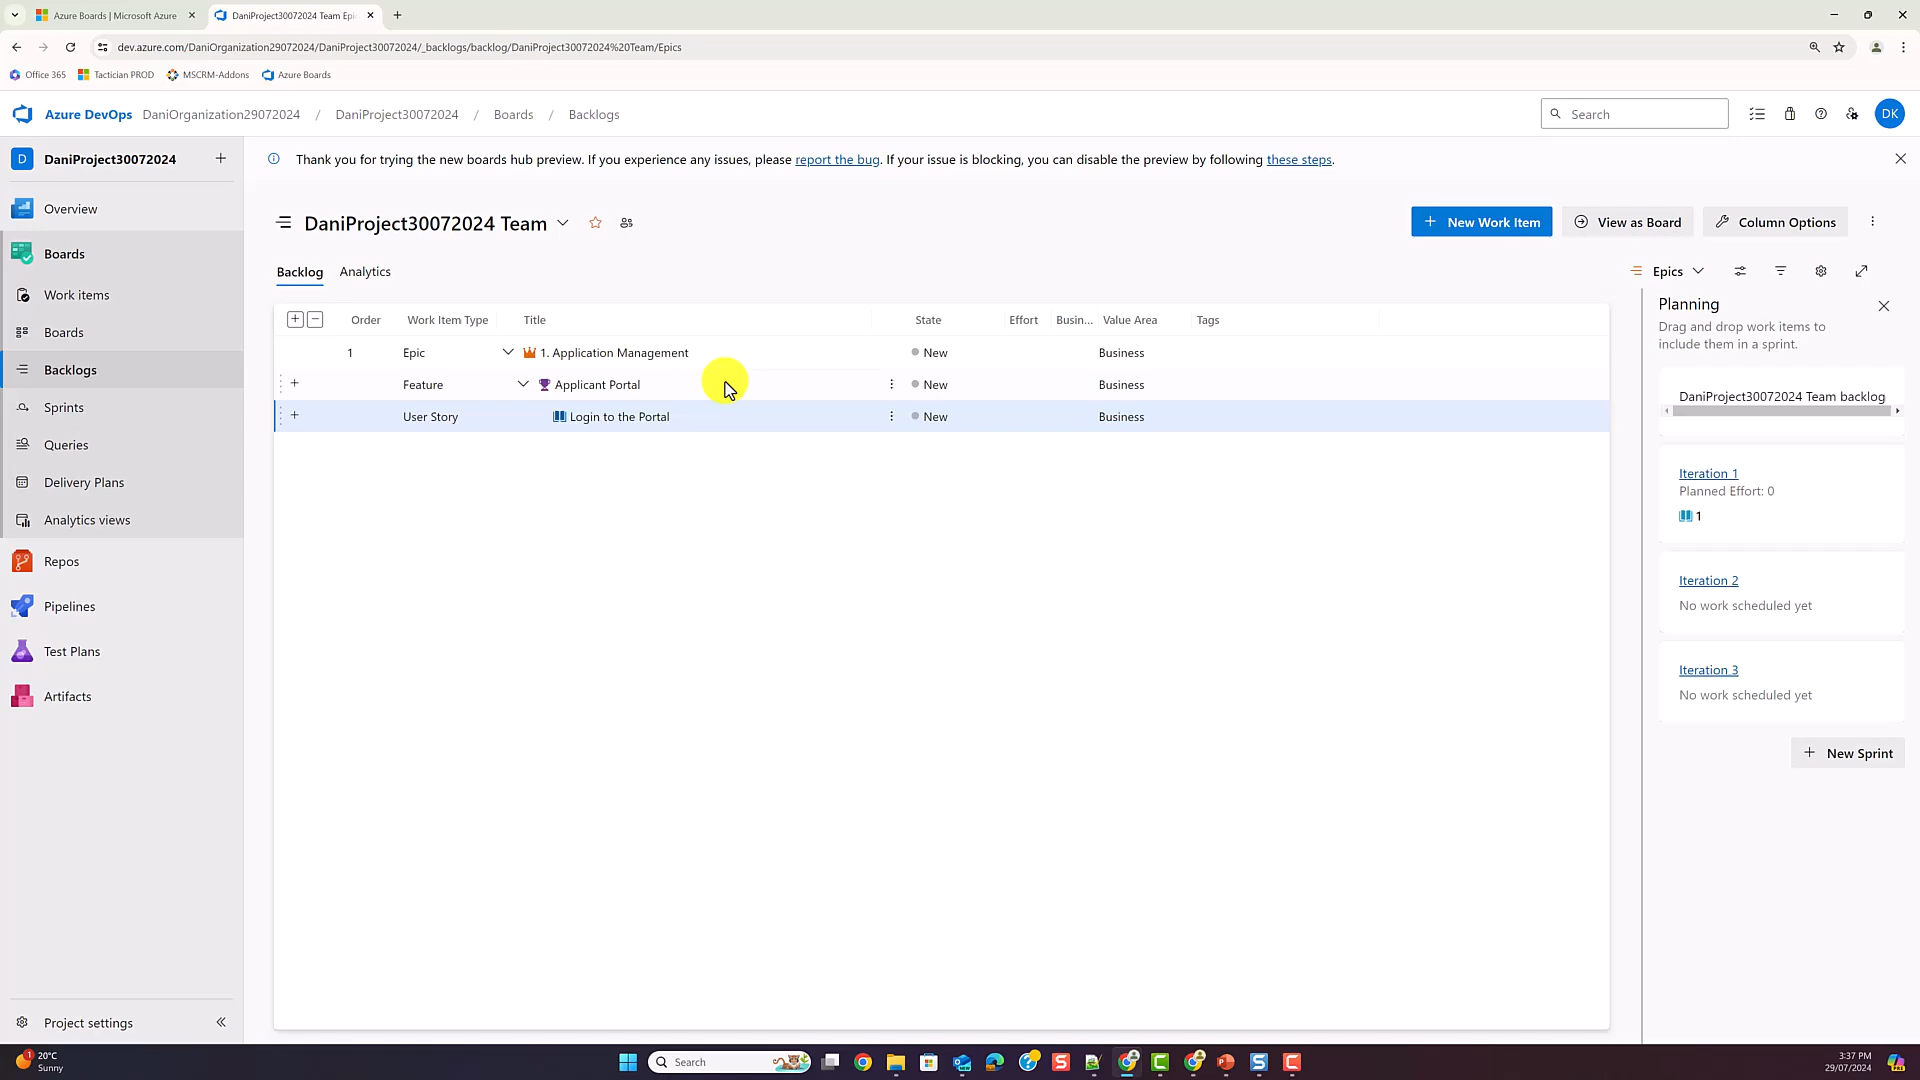 Azure Boards | Microsoft Azure
DaniProject30072024 Team Epi
dev.azure.com/DaniOrganization29072024/DaniProject30072024/_backlogs/backlog/DaniProject30072024%20Team/Epics
Office 365
Tactician PROD
MSCRM-Addons
Azure Boards
Azure DevOps DaniOrganization29072024 / DaniProject30072024 / Boards / Backlogs
Search
DK
D DaniProject30072024 +
Thank you for trying the new boards hub preview. If you experience any issues, please report the bug. If your issue is blocking, you can disable the preview by following these steps.
Overview
Boards
Work items
Boards
Backlogs
Sprints
Queries
Delivery Plans
Analytics views
Repos
Pipelines
Test Plans
Artifacts
Project settings
DaniProject30072024 Team
+ New Work Item
View as Board
Column Options
Backlog
Analytics
Epics
Order Work Item Type Title State Effort Busin... Value Area Tags
1 Epic 1. Application Management New Business
+ Feature Applicant Portal New Business
+ User Story Login to the Portal New Business
Planning
Drag and drop work items to
include them in a sprint.
DaniProject30072024 Team backlog
Iteration 1
Planned Effort: 0
1
Iteration 2
No work scheduled yet
Iteration 3
No work scheduled yet
+ New Sprint
1
20°C
Sunny
Search
3:37 PM
29/07/2024